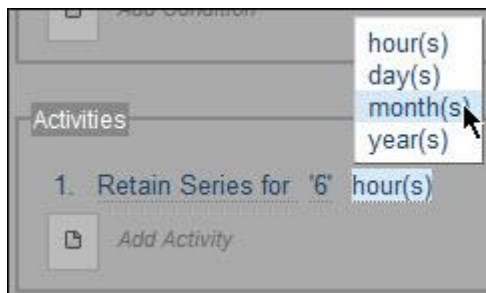 Add Condition
hour(s)
day(s)
month(s)
year(s)
Activities
1. Retain Series for '6' hour(s)
Add Activity